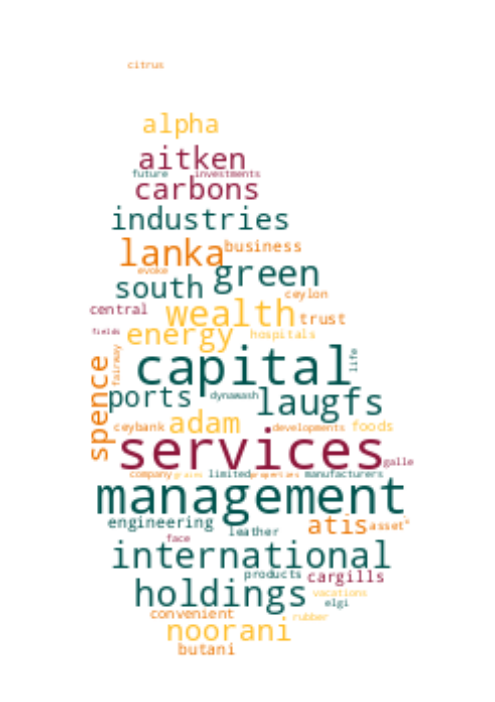 citrus
alpha
aitken
future investments
carbons
industries
lanka business
evoke green
south ceylon
central wealth trust
fields energy hospitals
fairway capital life
spence ports dynawash laugfs
ceybank adam developments foods
services galle
company grains limited properties manufacturers
management
engineering leather atis asset"
face
international
products cargills
holdings vacations
elgi
convenient rubber
noorani
butani